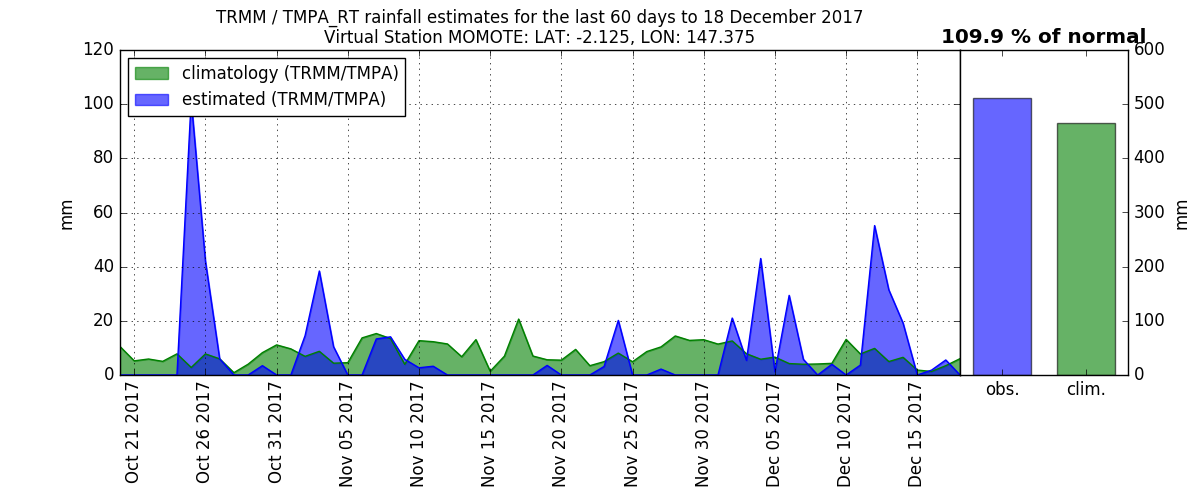 TRMM / TMPA_RT rainfall estimates for the last 60 days to 18 December 2017
Virtual Station MOMOTE: LAT: -2.125, LON: 147.375
109.9 % of normal
climatology (TRMM/TMPA)
estimated (TRMM/TMPA)
mm
120
100
80
60
40
20
0
Oct 21 2017
Oct 26 2017
Oct 31 2017
Nov 05 2017
Nov 10 2017
Nov 15 2017
Nov 20 2017
Nov 25 2017
Nov 30 2017
Dec 05 2017
Dec 10 2017
Dec 15 2017
obs.
clim.
600
500
400
300
200
100
0
mm